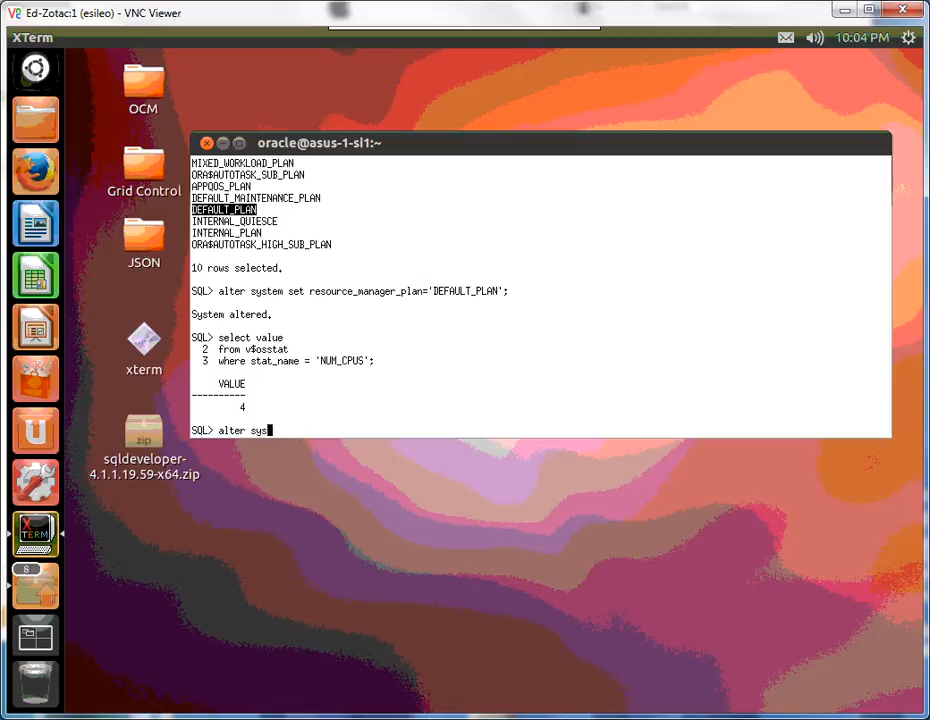 Ed-Zotac:1 (esileo) - VNC Viewer
XTerm
10:04 PM
OCM
Grid Control
JSON
xterm
zip
sqldeveloper-
4.1.1.19.59-x64.zip
U
X
TERM
8
oracle@asus-1-si1:~
MIXED_WORKLOAD_PLAN
ORA$AUTOTASK_SUB_PLAN
APPQOS_PLAN
DEFAULT_MAINTENANCE_PLAN
DEFAULT_PLAN
INTERNAL_QUIESCE
INTERNAL_PLAN
ORA$AUTOTASK_HIGH_SUB_PLAN
10 rows selected.
SQL> alter system set resource_manager_plan='DEFAULT_PLAN';
System altered.
SQL> select value
2 from v$osstat
3 where stat_name = 'NUM_CPUS';
VALUE
----------
4
SQL> alter sys